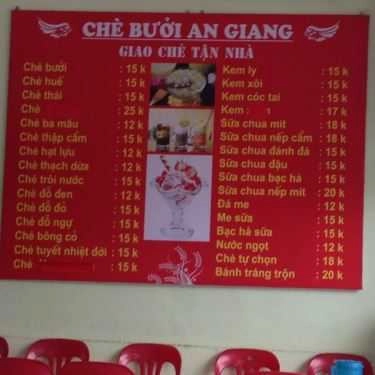 CHÈ BƯỞI AN GIANG
GIAO CHÈ TẬN NHÀ
Chè bưởi : 15 k
Chè huế : 15 k
Chè thái : 15 k
Chè : 25 k
Chè ba màu : 12 k
Chè thập cẩm : 15 k
Chè hạt lựu : 12 k
Chè thạch dừa : 12 k
Chè trôi nước : 15 k
Chè đỗ đen : 12 k
Chè đỗ đỏ : 15 k
Chè đỗ ngự : 15 k
Chè bông cỏ : 15 k
Chè tuyết nhiệt đới : 15 k
Chè : 15 k
Kem ly : 15 k
Kem xôi : 15 k
Kem cóc tai : 15 k
Kem : 17 k
Sữa chua mít : 18 k
Sữa chua nếp cẩm : 18 k
Sữa chua đánh đá : 15 k
Sữa chua đậu : 15 k
Sữa chua bạc hà : 15 k
Sữa chua nếp mít : 20 k
Đá me : 12 k
Me sữa : 15 k
Bạc hà sữa : 15 k
Nước ngọt : 12 k
Chè tự chọn : 18 k
Bánh tráng trộn : 20 k